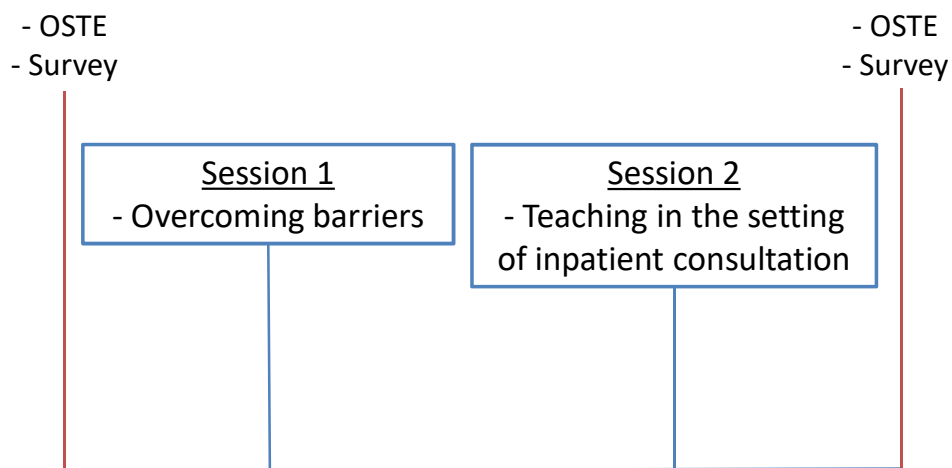 - OSTE
- Survey
- OSTE
- Survey
Session 1
- Overcoming barriers
Session 2
- Teaching in the setting
of inpatient consultation